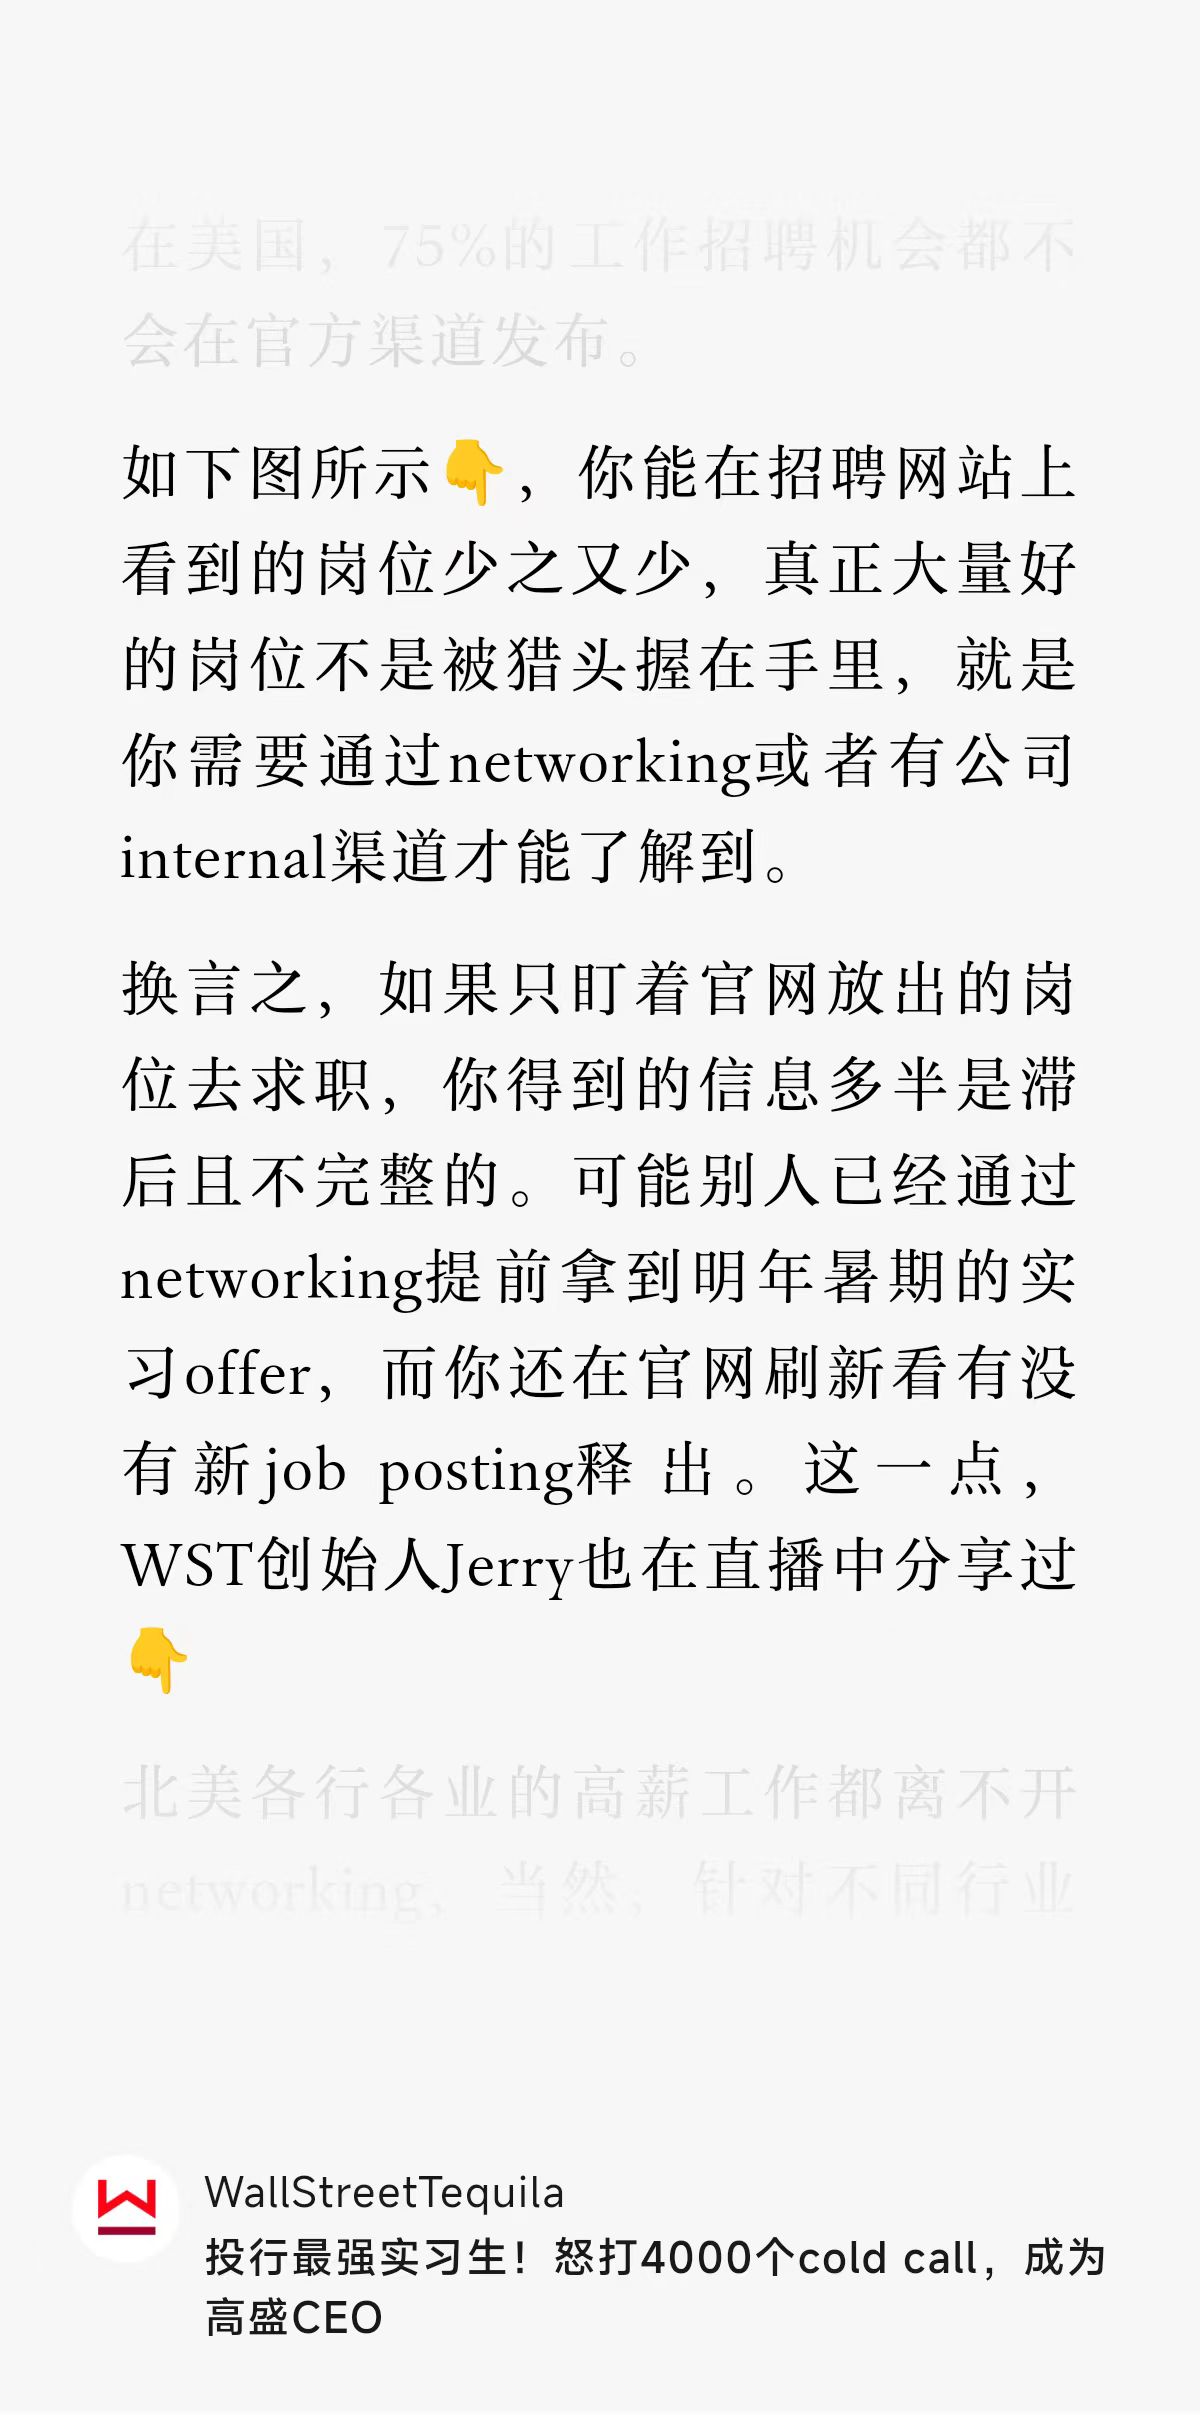 在美国，75%的工作招聘机会都不
会在官方渠道发布。
如下图所示👇，你能在招聘网站上
看到的岗位少之又少，真正大量好
的岗位不是被猎头握在手里，就是
你需要通过networking或者有公司
internal渠道才能了解到。
换言之，如果只盯着官网放出的岗
位去求职，你得到的信息多半是滞
后且不完整的。可能别人已经通过
networking提前拿到明年暑期的实
习offer，而你还在官网刷新看有没
有新job posting释出。这一点，
WST创始人Jerry也在直播中分享过
👇
北美各行各业的高薪工作都离不开
networking，当然，针对不同行业
WallStreetTequila
投行最强实习生！怒打4000个cold call，成为
高盛CEO